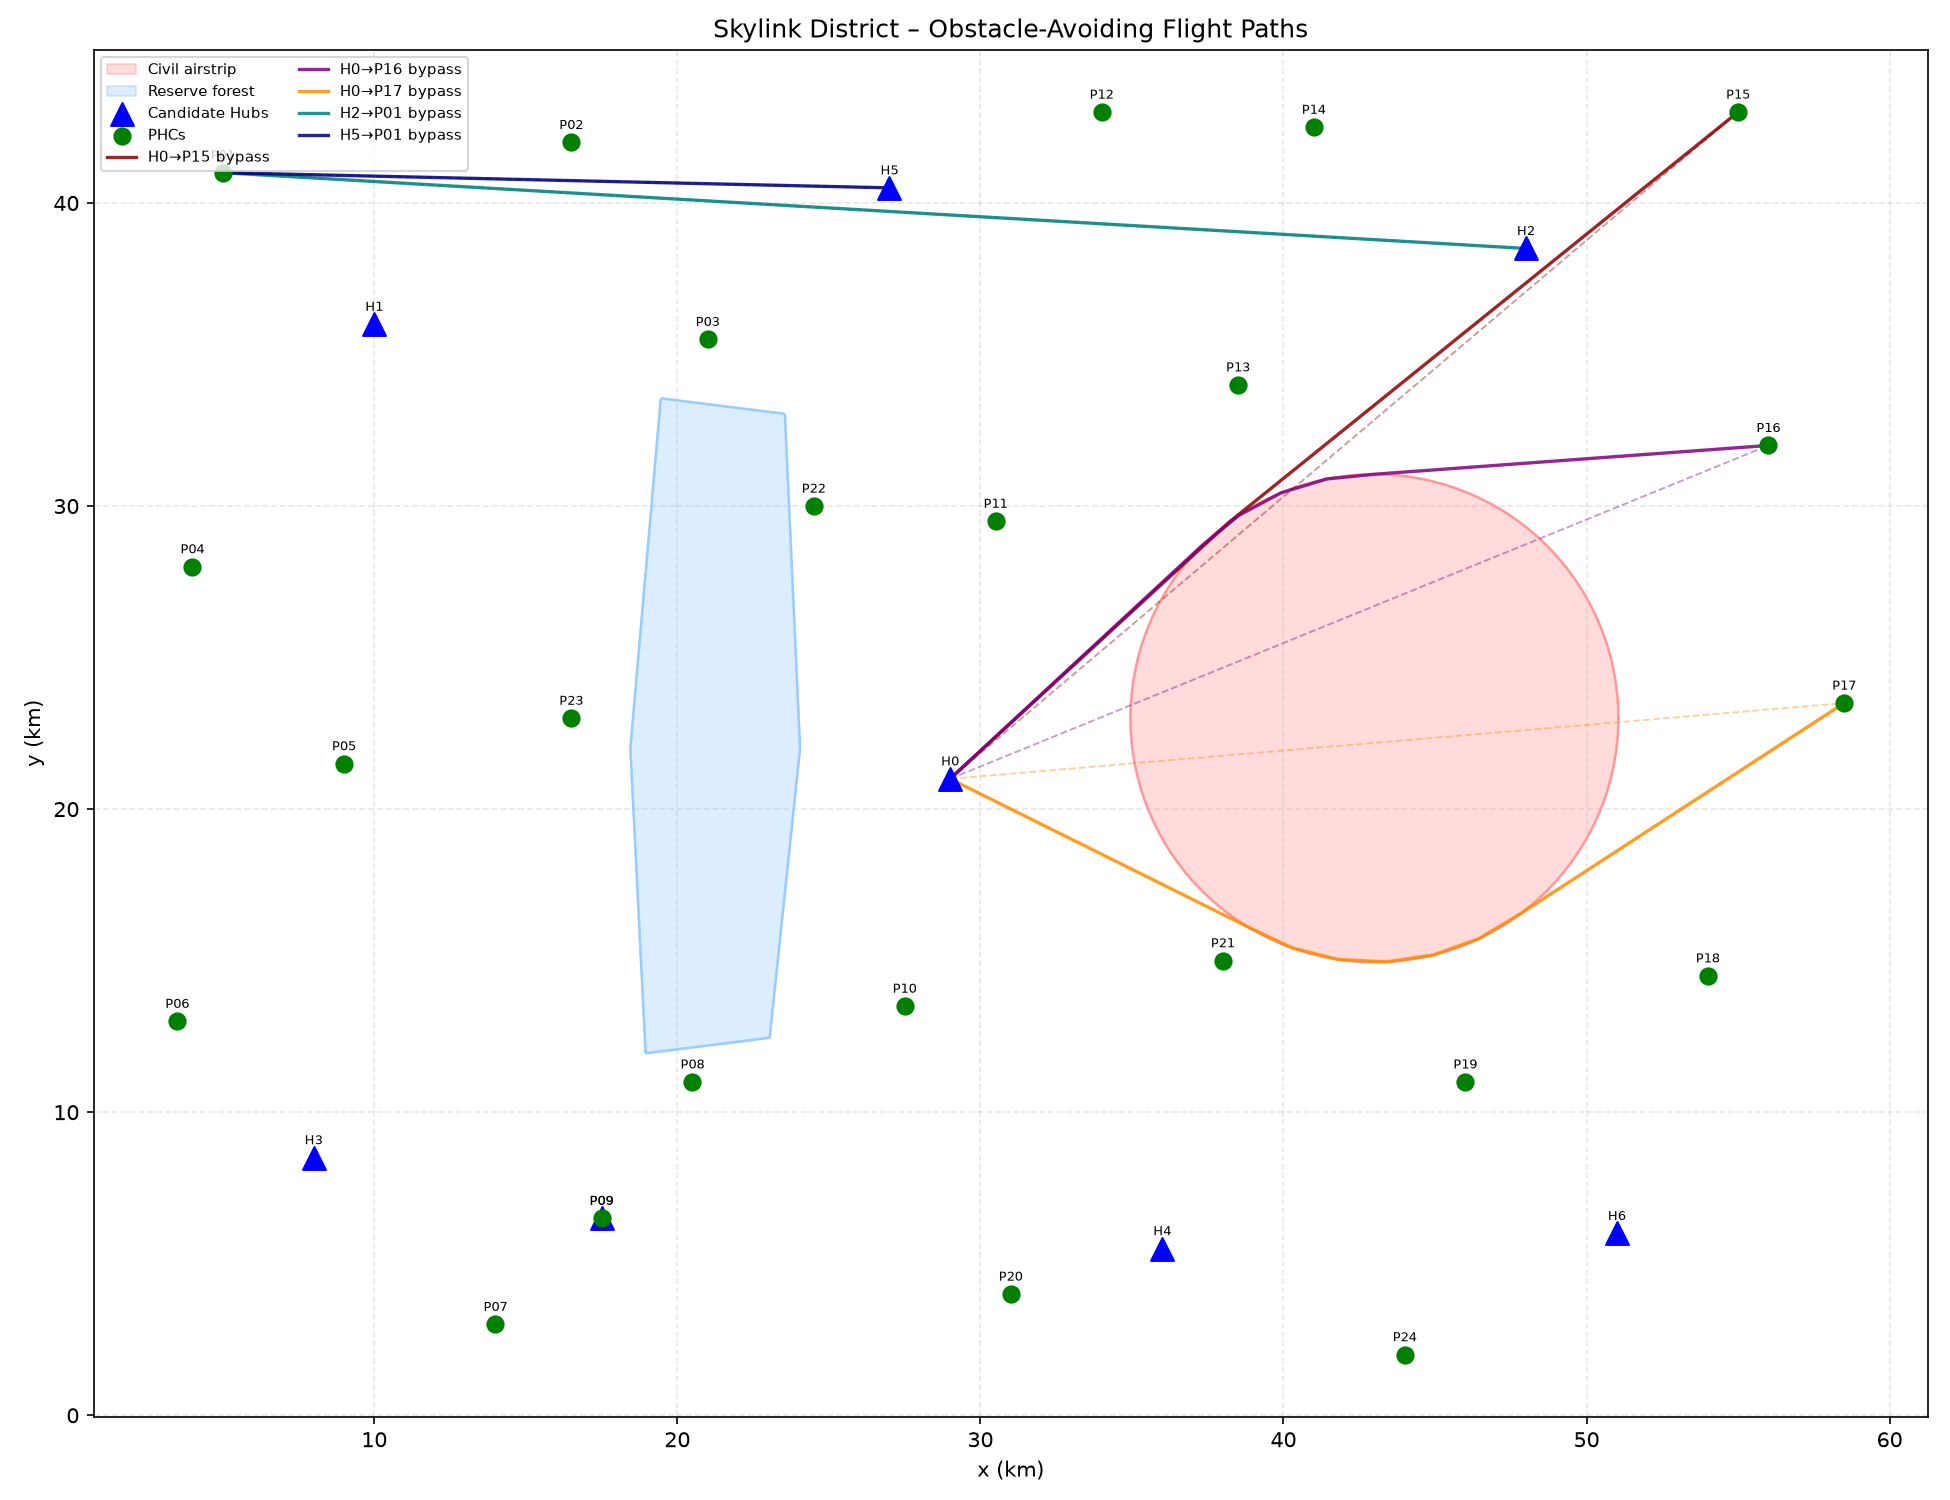 Skylink District – Obstacle-Avoiding Flight Paths
Civil airstrip
Reserve forest
Candidate Hubs
PHCs
H0→P15 bypass
H0→P16 bypass
H0→P17 bypass
H2→P01 bypass
H5→P01 bypass
P12
P14
P15
P02
H5
H2
H1
P03
P13
P16
P22
P11
P04
P17
P23
P05
H0
P21
P18
P10
P06
P08
P19
H3
P09
H4
H6
P20
P07
P24
40
30
20
10
0
y (km)
10
20
30
40
50
60
x (km)